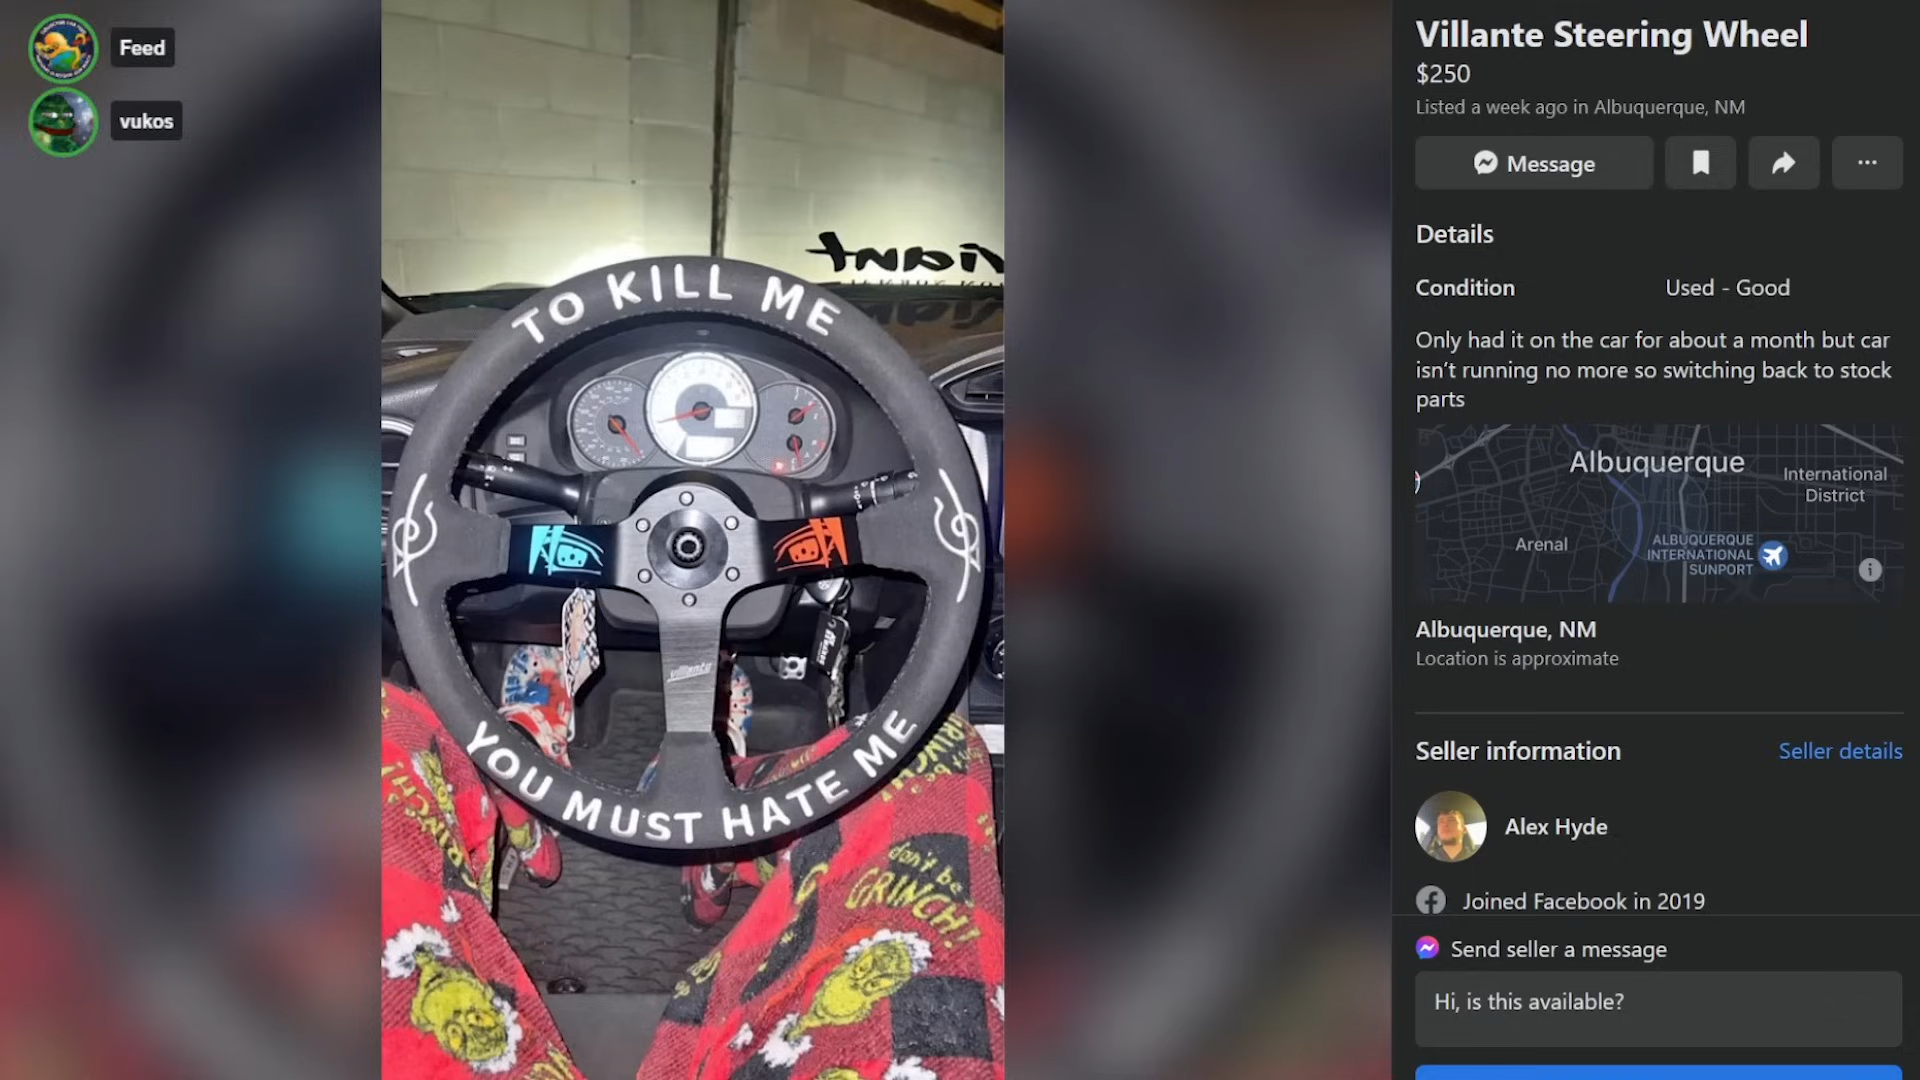 Feed
vukos
TO KILL ME
YOU MUST HATE ME
villante
don't be
GRINCH!
Villante Steering Wheel
$250
Listed a week ago in Albuquerque, NM
Message
Details
Condition Used - Good
Only had it on the car for about a month but car
isn't running no more so switching back to stock
parts
Albuquerque
International
District
Arenal
ALBUQUERQUE
INTERNATIONAL
SUNPORT
Albuquerque, NM
Location is approximate
Seller information Seller details
Alex Hyde
Joined Facebook in 2019
Send seller a message
Hi, is this available?